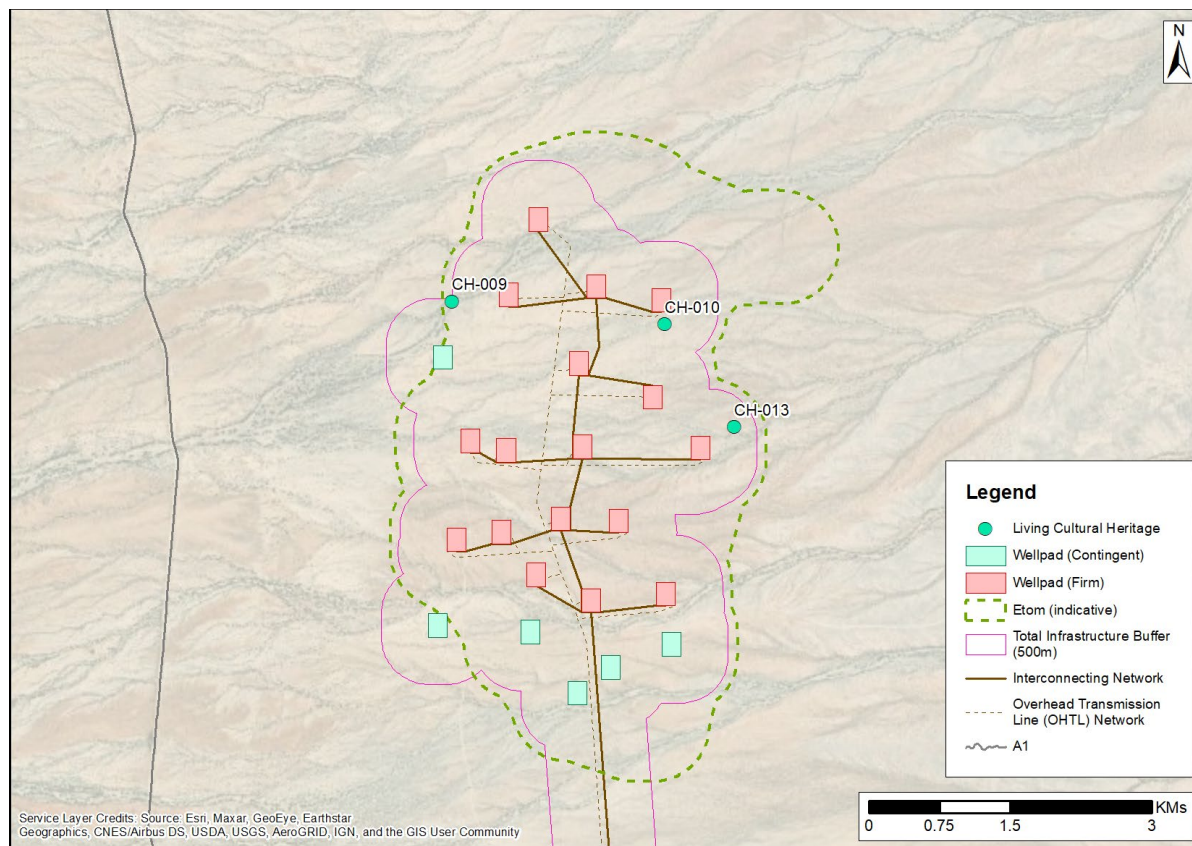 N
CH-009
CH-010
CH-013
Legend
Living Cultural Heritage
Wellpad (Contingent)
Wellpad (Firm)
Etom (indicative)
Total Infrastructure Buffer
(500m)
Interconnecting Network
Overhead Transmission
Line (OHTL) Network
A1
KMs
0 0.75 1.5 3
Service Layer Credits: Source: Esri, Maxar, GeoEye, Earthstar
Geographics, CNES/Airbus DS, USDA, USGS, AeroGRID, IGN, and the GIS User Community